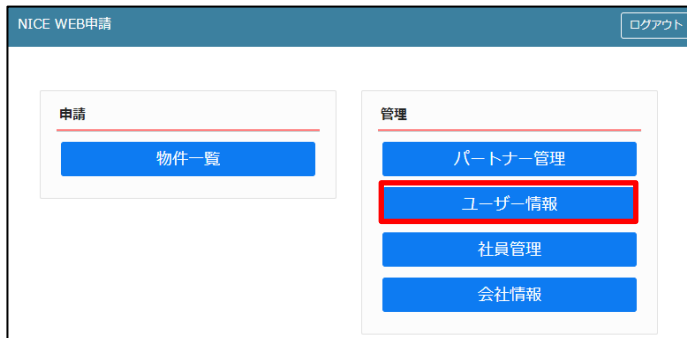 NICE WEB申請
ログアウト
申請
物件一覧
管理
パートナー管理
ユーザー情報
社員管理
会社情報